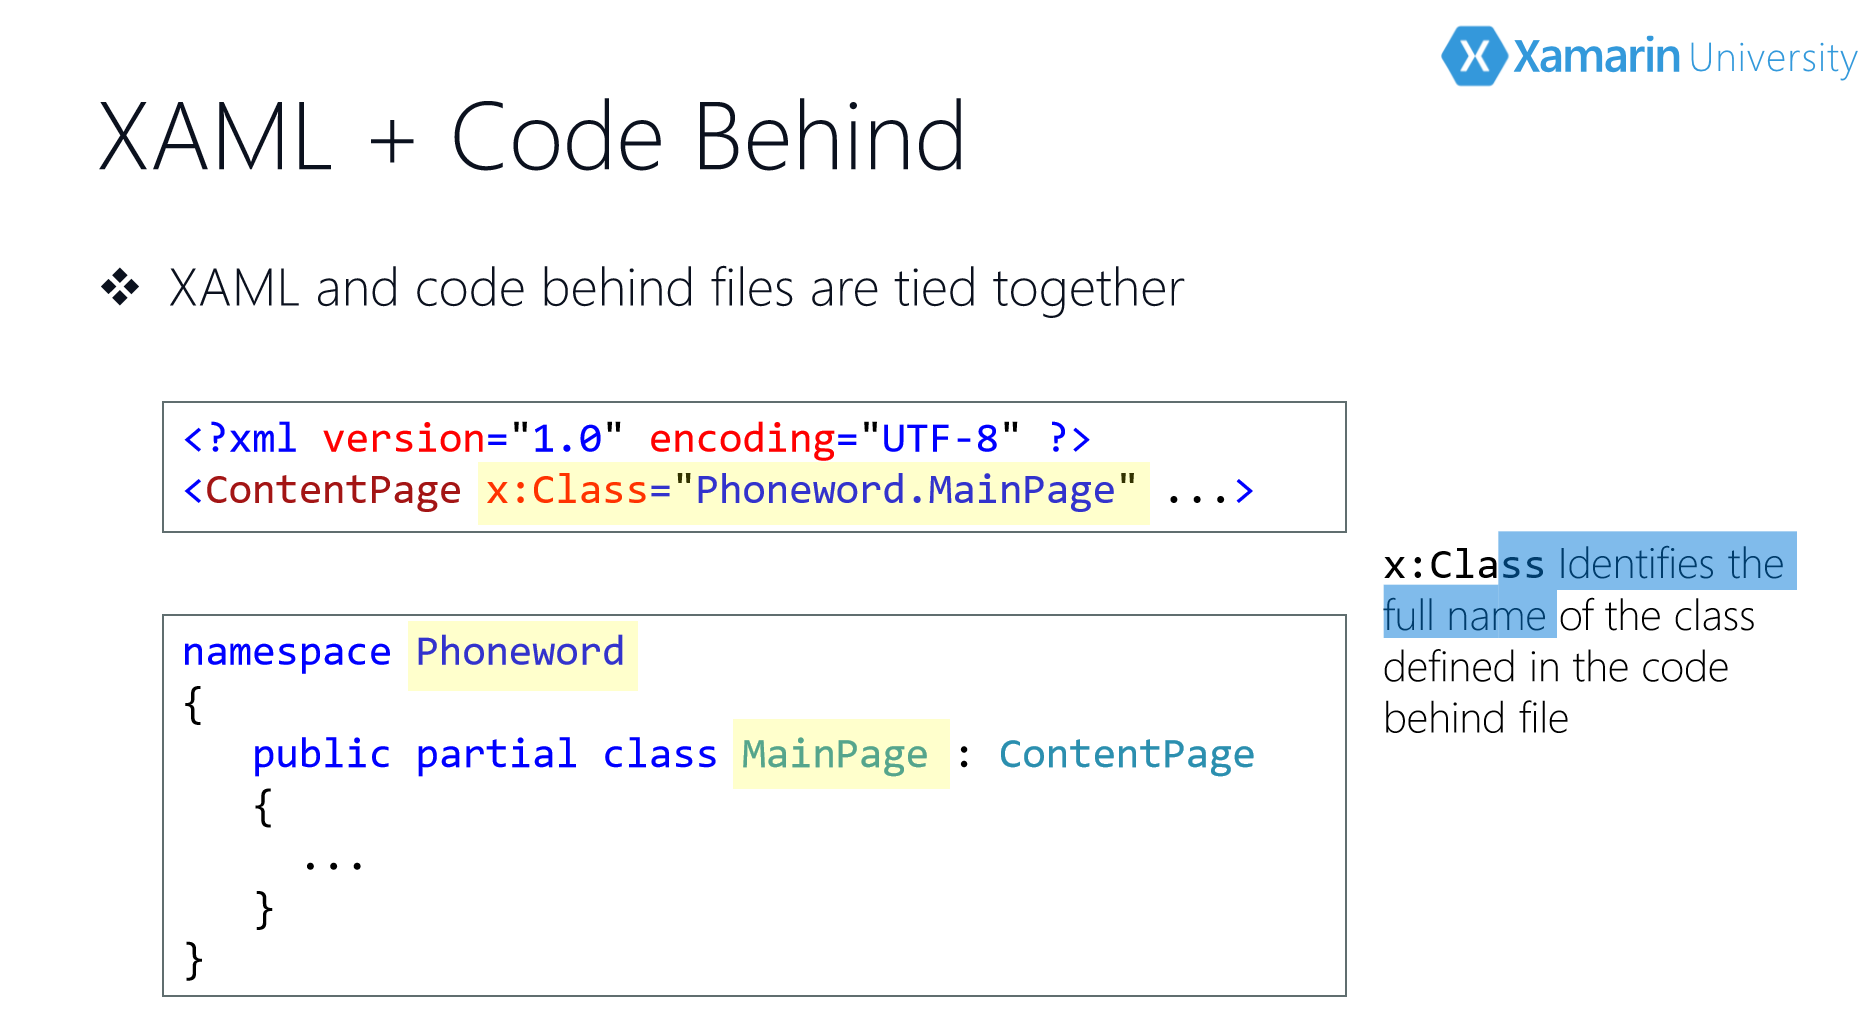 Xamarin University
XAML + Code Behind
❖ XAML and code behind files are tied together
<?xml version="1.0" encoding="UTF-8" ?>
<ContentPage x:Class="Phoneword.MainPage" ...>
x:Class Identifies the
full name of the class
defined in the code
behind file
namespace Phoneword
{
   public partial class MainPage : ContentPage
   {
     ...
   }
}